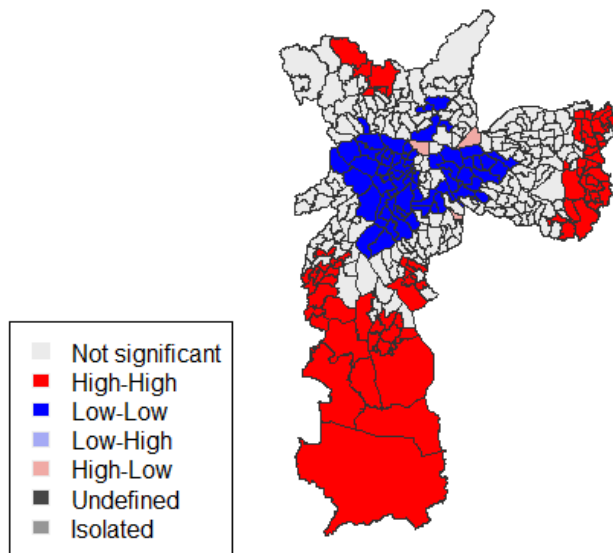 Not significant
High-High
Low-Low
Low-High
High-Low
Undefined
Isolated